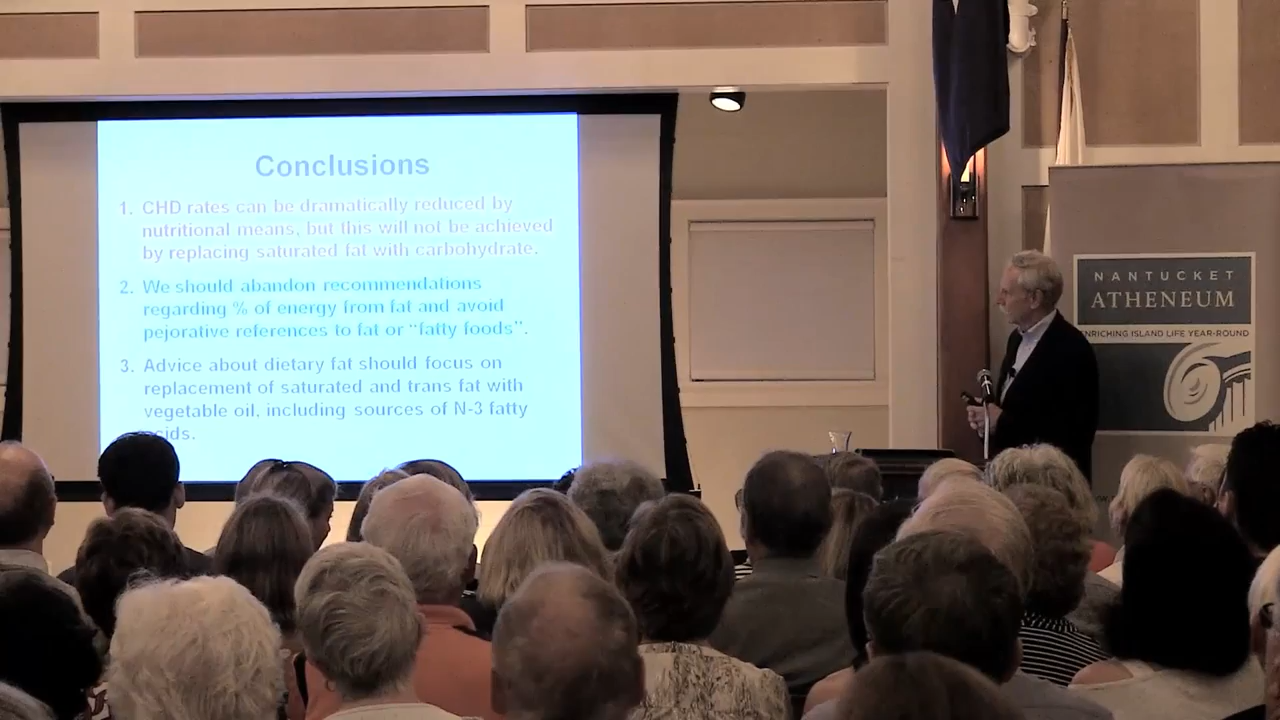 Conclusions
1. CHD rates can be dramatically reduced by
nutritional means, but this will not be achieved
by replacing saturated fat with carbohydrate.
2. We should abandon recommendations
regarding % of energy from fat and avoid
pejorative references to fat or “fatty foods”.
3. Advice about dietary fat should focus on
replacement of saturated and trans fat with
vegetable oil, including sources of N-3 fatty
acids.
NANTUCKET
ATHENEUM
ENRICHING ISLAND LIFE YEAR-ROUND